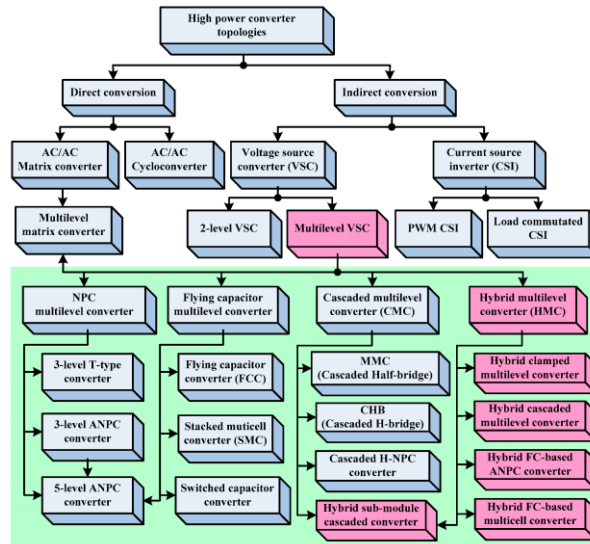 High power converter
topologies
Direct conversion
Indirect conversion
AC/AC
Matrix converter
AC/AC
Cycloconverter
Voltage source
converter (VSC)
Current source
inverter (CSI)
Multilevel
matrix converter
2-level VSC
Multilevel VSC
PWM CSI
Load commutated
CSI
NPC
multilevel converter
Flying capacitor
multilevel converter
Cascaded multilevel
converter (CMC)
Hybrid multilevel
converter (HMC)
3-level T-type
converter
Flying capacitor
converter (FCC)
MMC
(Cascaded Half-bridge)
Hybrid clamped
multilevel converter
3-level ANPC
converter
Stacked muticell
converter (SMC)
CHB
(Cascaded H-bridge)
Hybrid cascaded
multilevel converter
5-level ANPC
converter
Switched capacitor
converter
Cascaded H-NPC
converter
Hybrid FC-based
ANPC converter
Hybrid sub-module
cascaded converter
Hybrid FC-based
multicell converter